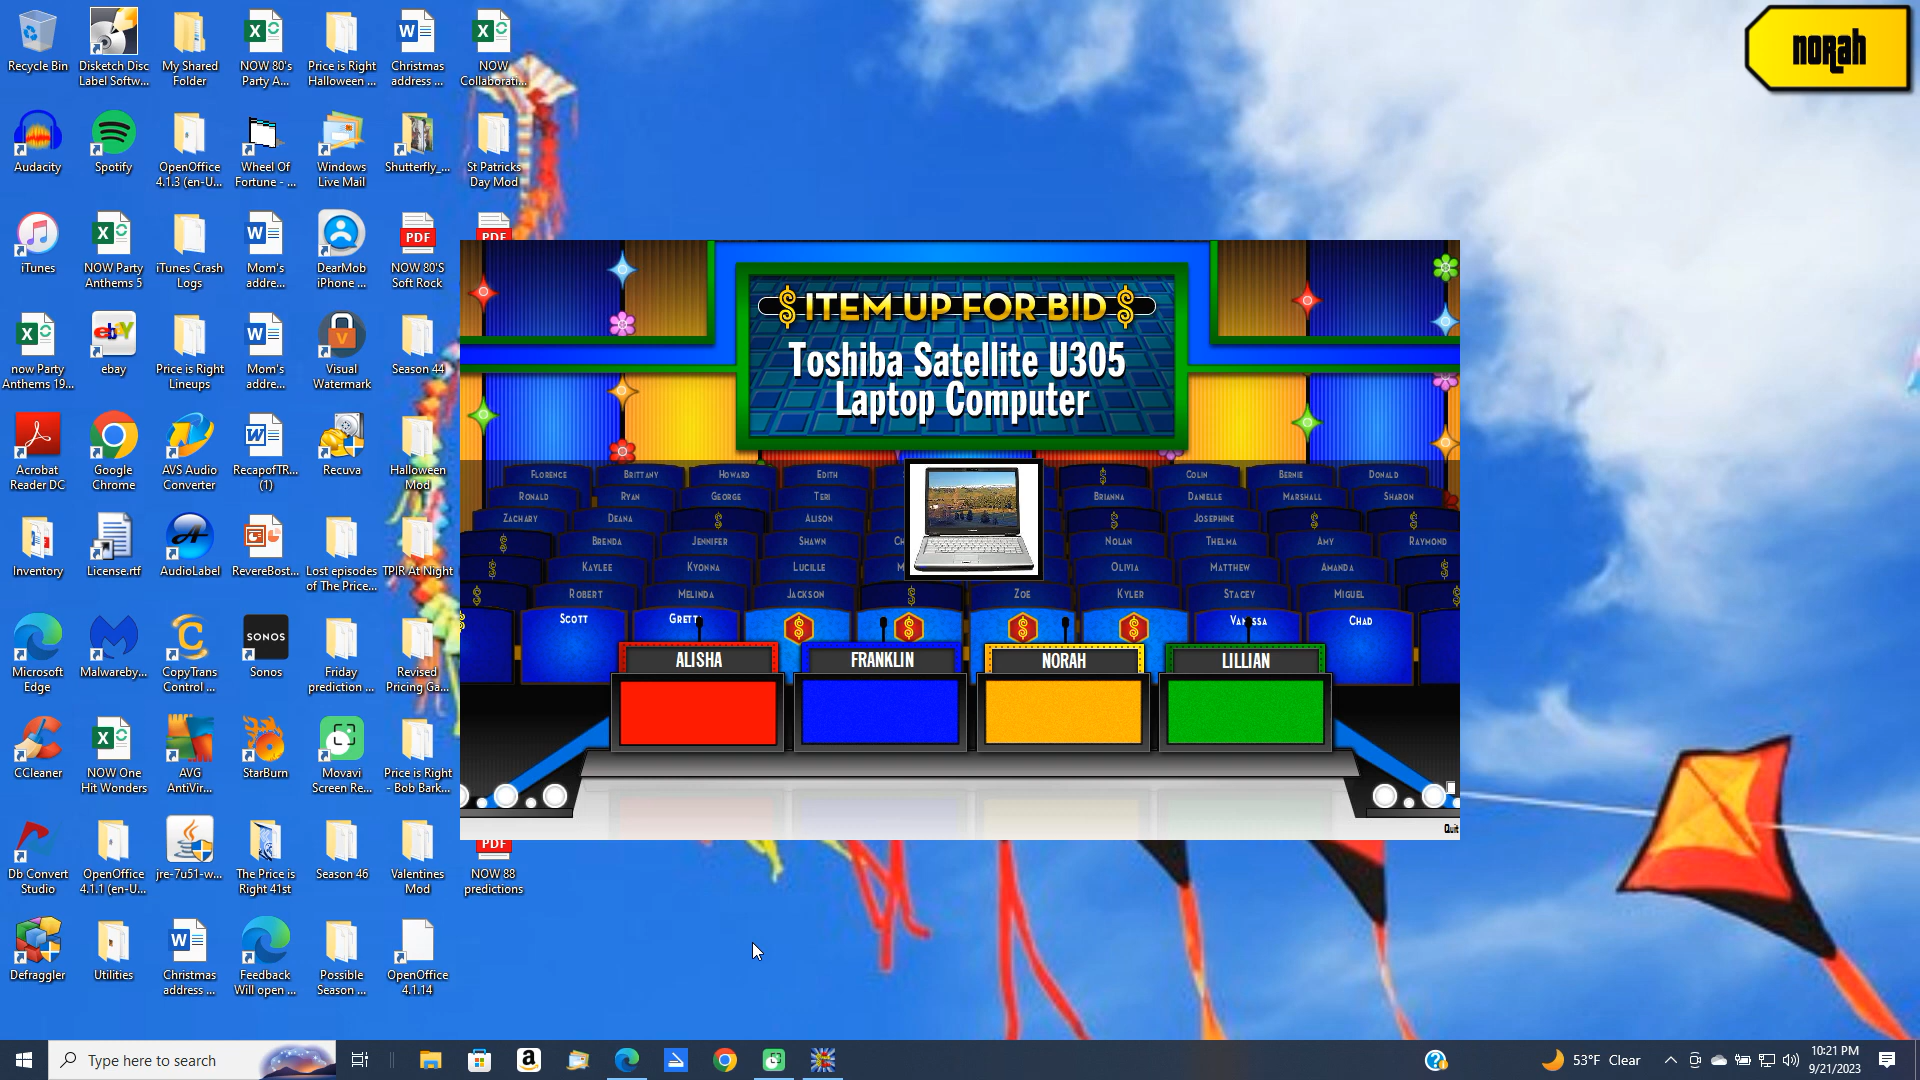 Recycle Bin
Disketch Disc
Label Softw...
My Shared
Folder
NOW 80's
Party A...
Price is Right
Halloween ...
Christmas
address ...
NOW
Collaborati...
Audacity
Spotify
OpenOffice
4.1.3 (en-U...
Wheel Of
Fortune - ...
Windows
Live Mail
Shutterfly_...
St Patricks
Day Mod
iTunes
NOW Party
Anthems 5
iTunes Crash
Logs
Mom's
addre...
DearMob
iPhone ...
PDF
NOW 80'S
Soft Rock
PDF
now Party
Anthems 19...
ebay
Price is Right
Lineups
Mom's
addre...
Visual
Watermark
Season 44
Acrobat
Reader DC
Google
Chrome
AVS Audio
Converter
RecapofTR...
(1)
Recuva
Halloween
Mod
Inventory
License.rtf
AudioLabel
RevereBost...
Lost episodes
of The Price...
TPIR At Night
Microsoft
Edge
Malwareby...
CopyTrans
Control ...
SONOS
Sonos
Friday
prediction ...
Revised
Pricing Ga...
CCleaner
NOW One
Hit Wonders
AVG
AntiVir...
StarBurn
Movavi
Screen Re...
Price is Right
- Bob Bark...
Db Convert
Studio
OpenOffice
4.1.1 (en-U...
jre-7u51-w...
The Price is
Right 41st
Season 46
Valentines
Mod
PDF
NOW 88
predictions
Defraggler
Utilities
Christmas
address ...
Feedback
Will open ...
Possible
Season ...
OpenOffice
4.1.14
NORAH
$ ITEM UP FOR BID $
Toshiba Satellite U305
Laptop Computer
FLORENCE BRITTANY HOWARD EDITH $ COLIN BERNIE DONALD
RONALD RYAN GEORGE TERI BRIANNA DANIELLE MARSHALL SHARON
ZACHARY DEANA $ ALISON $ JOSEPHINE $ $
$ BRENDA JENNIFER SHAWN NOLAN THELMA AMY RAYMOND
$ KAYLEE KYONNA LUCILLE OLIVIA MATTHEW AMANDA $
$ ROBERT MELINDA JACKSON $ ZOE KYLER STACEY MIGUEL $
SCOTT $ $ $ $ VANESSA CHAD
ALISHA FRANKLIN NORAH LILLIAN
Quit
Type here to search
53°F Clear
10:21 PM
9/21/2023